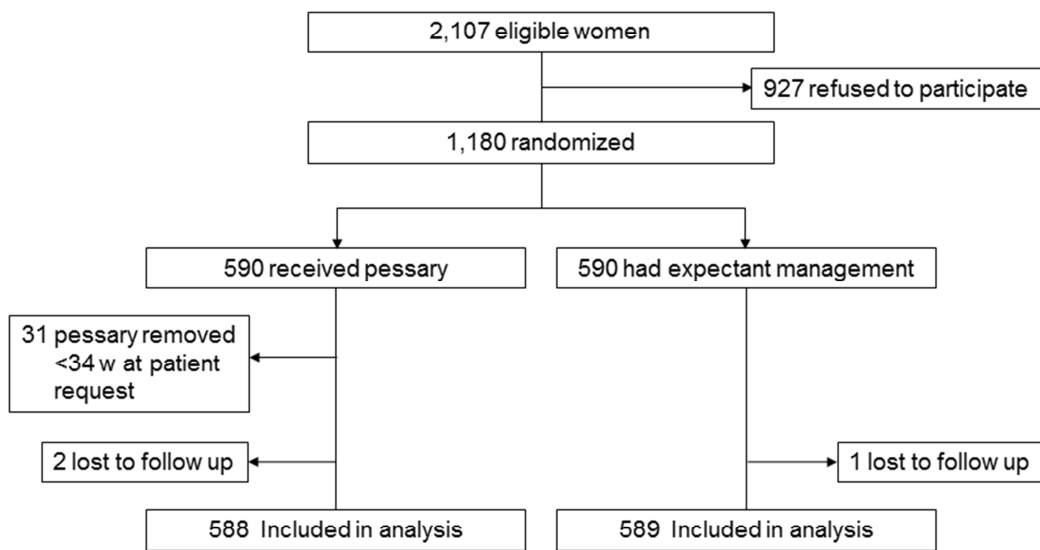 2,107 eligible women
927 refused to participate
1,180 randomized
590 received pessary
590 had expectant management
31 pessary removed
<34 w at patient
request
2 lost to follow up
1 lost to follow up
588 Included in analysis
589 Included in analysis